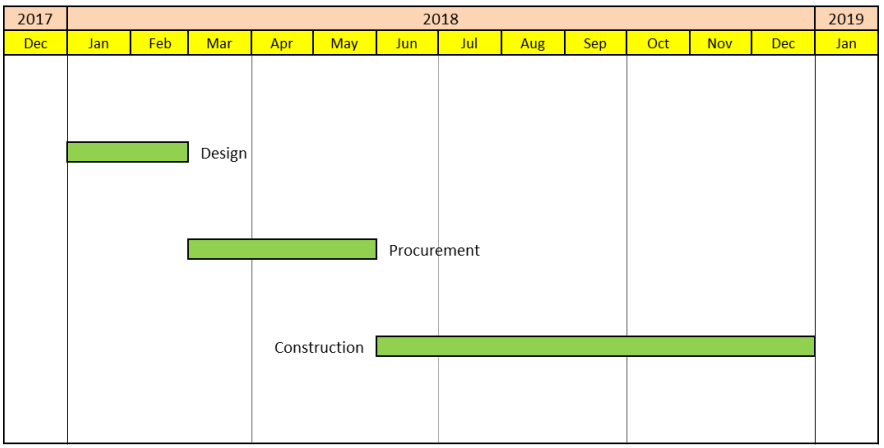 2017 2018 2019
Dec Jan Feb Mar Apr May Jun Jul Aug Sep Oct Nov Dec Jan
Design
Procurement
Construction